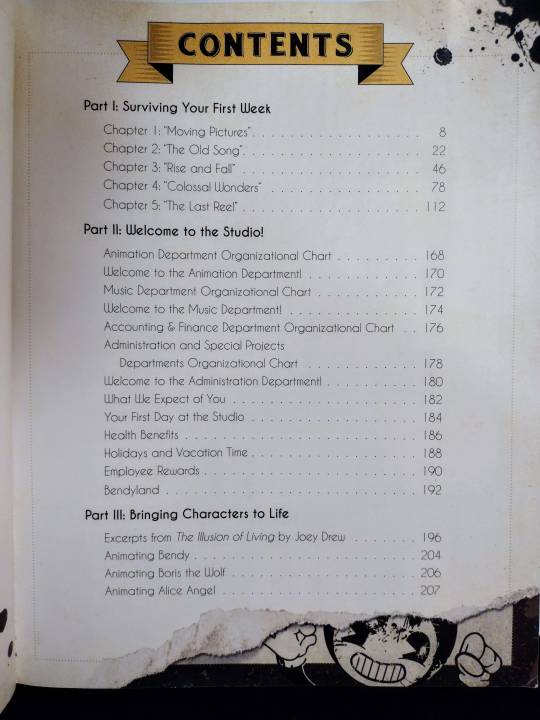 CONTENTS
Part I: Surviving Your First Week
Chapter 1: "Moving Pictures" . . . . . . . . . . . . . . . . . . 8
Chapter 2: "The Old Song". . . . . . . . . . . . . . . . . . 22
Chapter 3: "Rise and Fall" . . . . . . . . . . . . . . . . . . 46
Chapter 4: "Colossal Wonders" . . . . . . . . . . . . . . . 78
Chapter 5: "The Last Reel" . . . . . . . . . . . . . . . . . 112
Part II: Welcome to the Studio!
Animation Department Organizational Chart . . . . . . . . 168
Welcome to the Animation Department! . . . . . . . . . . 170
Music Department Organizational Chart . . . . . . . . . . 172
Welcome to the Music Department! . . . . . . . . . . . . 174
Accounting & Finance Department Organizational Chart . . 176
Administration and Special Projects
Departments Organizational Chart . . . . . . . . . . . 178
Welcome to the Administration Department! . . . . . . . . 180
What We Expect of You . . . . . . . . . . . . . . . . . 182
Your First Day at the Studio . . . . . . . . . . . . . . . 184
Health Benefits . . . . . . . . . . . . . . . . . . . . . 186
Holidays and Vacation Time . . . . . . . . . . . . . . . 188
Employee Rewards . . . . . . . . . . . . . . . . . . . 190
Bendyland . . . . . . . . . . . . . . . . . . . . . . . 192
Part III: Bringing Characters to Life
Excerpts from The Illusion of Living by Joey Drew . . . . . . 196
Animating Bendy . . . . . . . . . . . . . . . . . . . . 204
Animating Boris the Wolf . . . . . . . . . . . . . . . . . 206
Animating Alice Angel . . . . . . . . . . . . . . . . . . 207